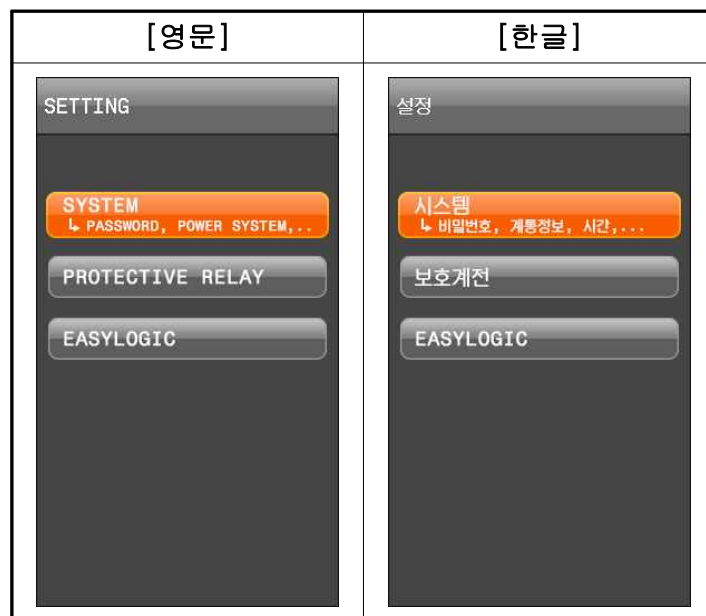 [영문]
[한글]
SETTING
SYSTEM
↳ PASSWORD, POWER SYSTEM,..
PROTECTIVE RELAY
EASYLOGIC
설정
시스템
↳ 비밀번호, 계통정보, 시간,...
보호계전
EASYLOGIC